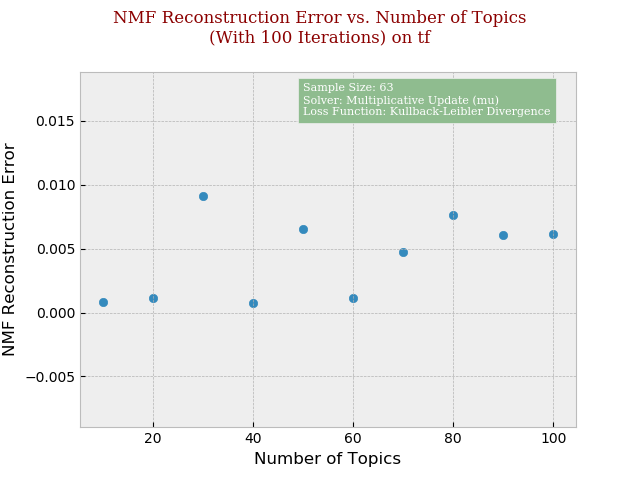 NMF Reconstruction Error vs. Number of Topics
(With 100 Iterations) on tf
Sample Size: 63
Solver: Multiplicative Update (mu)
Loss Function: Kullback-Leibler Divergence
NMF Reconstruction Error
0.015
0.010
0.005
0.000
−0.005
20 40 60 80 100
Number of Topics